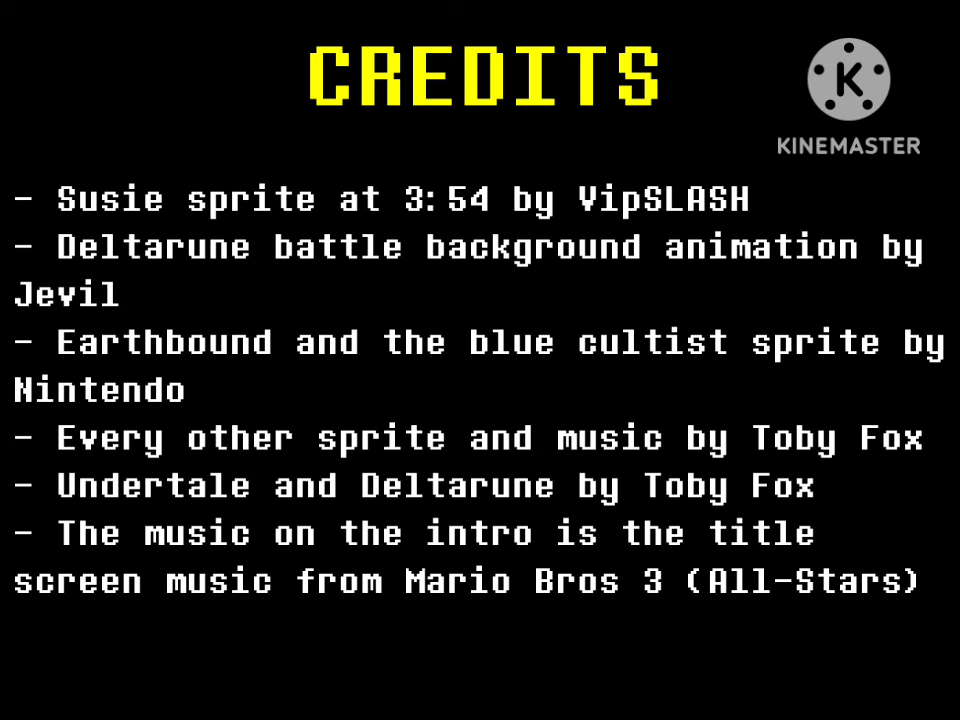 CREDITS
K
KINEMASTER
- Susie sprite at 3:54 by VipSLASH
- Deltarune battle background animation by
Jevil
- Earthbound and the blue cultist sprite by
Nintendo
- Every other sprite and music by Toby Fox
- Undertale and Deltarune by Toby Fox
- The music on the intro is the title
screen music from Mario Bros 3 (All-Stars)